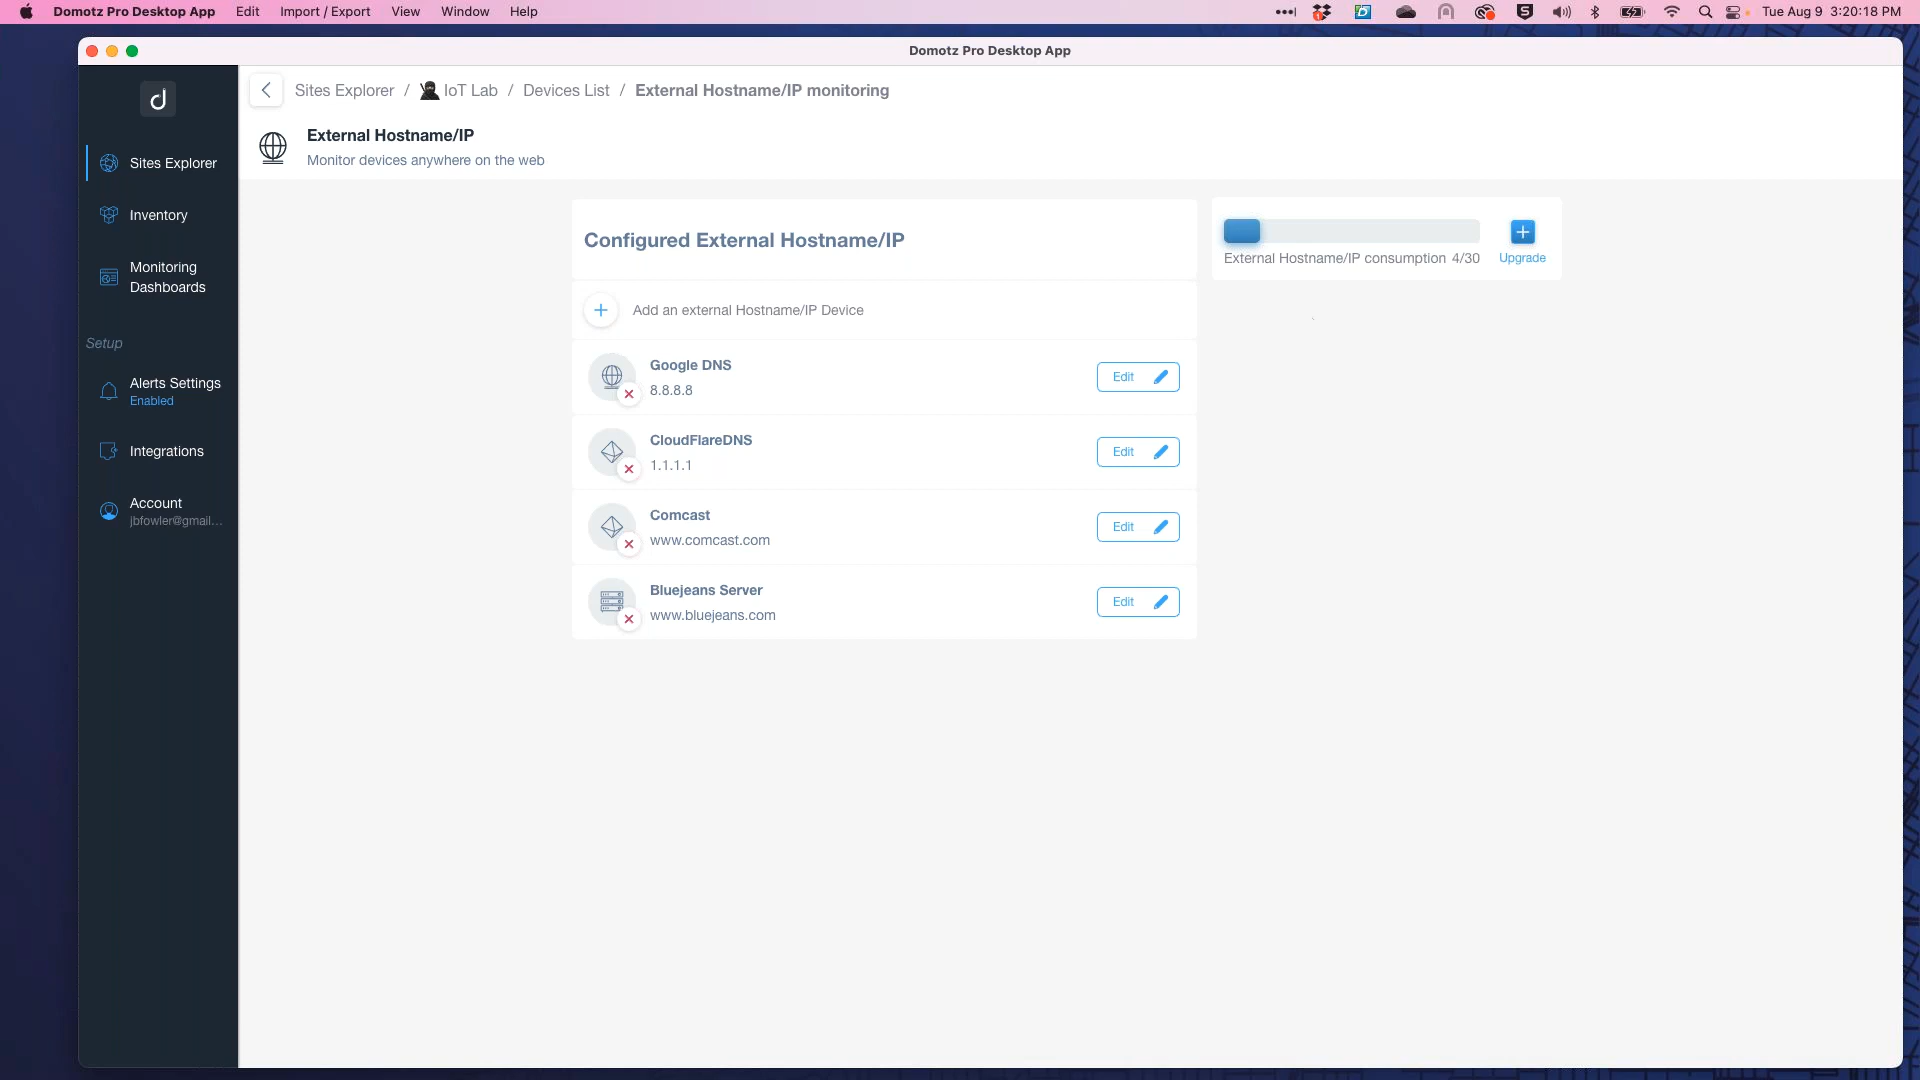 Domotz Pro Desktop App Edit Import / Export View Window Help Tue Aug 9 3:20:18 PM
Domotz Pro Desktop App
Sites Explorer / IoT Lab / Devices List / External Hostname/IP monitoring
External Hostname/IP
Monitor devices anywhere on the web
Sites Explorer
Inventory
Monitoring
Dashboards
Setup
Alerts Settings
Enabled
Integrations
Account
jbfowler@gmail...
Configured External Hostname/IP
Add an external Hostname/IP Device
Google DNS
8.8.8.8
Edit
CloudFlareDNS
1.1.1.1
Edit
Comcast
www.comcast.com
Edit
Bluejeans Server
www.bluejeans.com
Edit
External Hostname/IP consumption 4/30
Upgrade